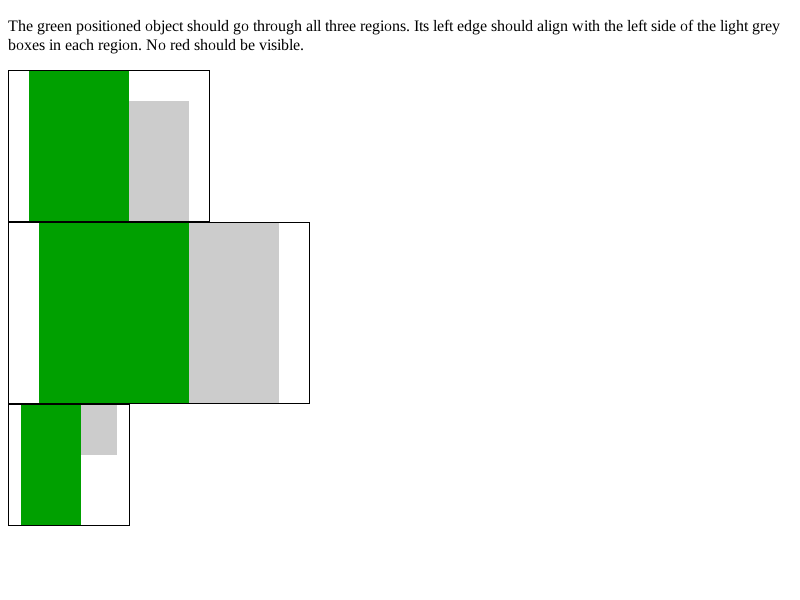 The green positioned object should go through all three regions. Its left edge should align with the left side of the light grey
boxes in each region. No red should be visible.